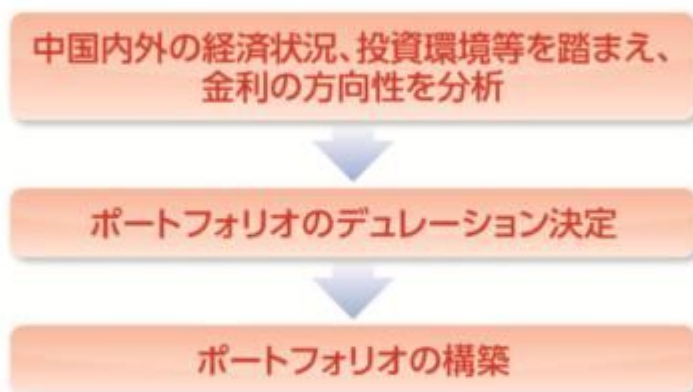 中国内外の経済状況、投資環境等を踏まえ、
金利の方向性を分析
ポートフォリオのデュレーション決定
ポートフォリオの構築